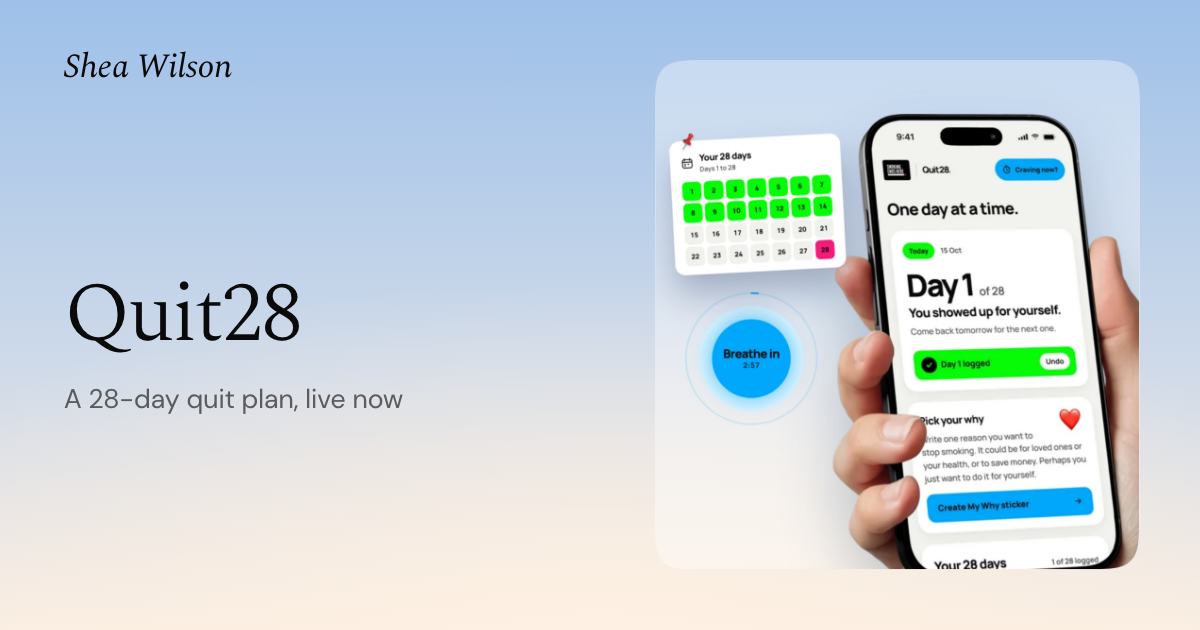 Shea Wilson
Quit28
A 28-day quit plan, live now
Your 28 days
Days 1 to 28
1 2 3 4 5 6 7
8 9 10 11 12 13 14
15 16 17 18 19 20 21
22 23 24 25 26 27 28
Breathe in
2:57
9:41
Quit28.
Craving now?
One day at a time.
Today 15 Oct
Day 1 of 28
You showed up for yourself.
Come back tomorrow for the next one.
Day 1 logged
Undo
Pick your why
Write one reason you want to
stop smoking. It could be for loved ones or
your health, or to save money. Perhaps you
just want to do it for yourself.
Create My Why sticker
Your 28 days
1 of 28 logged